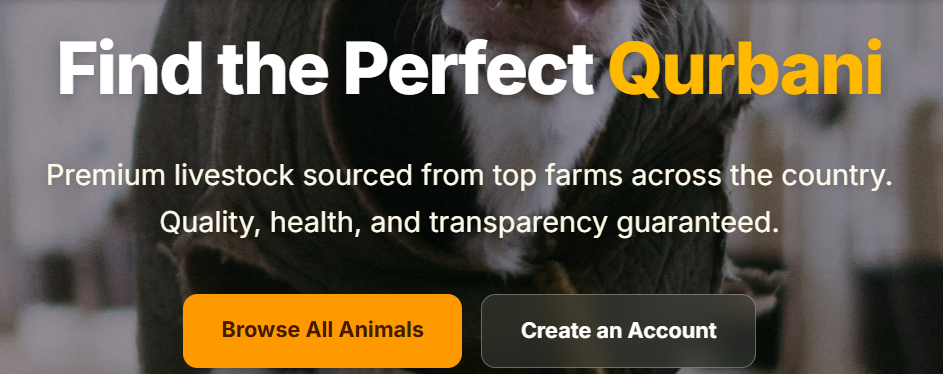 Find the Perfect Qurbani
Premium livestock sourced from top farms across the country.
Quality, health, and transparency guaranteed.
Browse All Animals
Create an Account